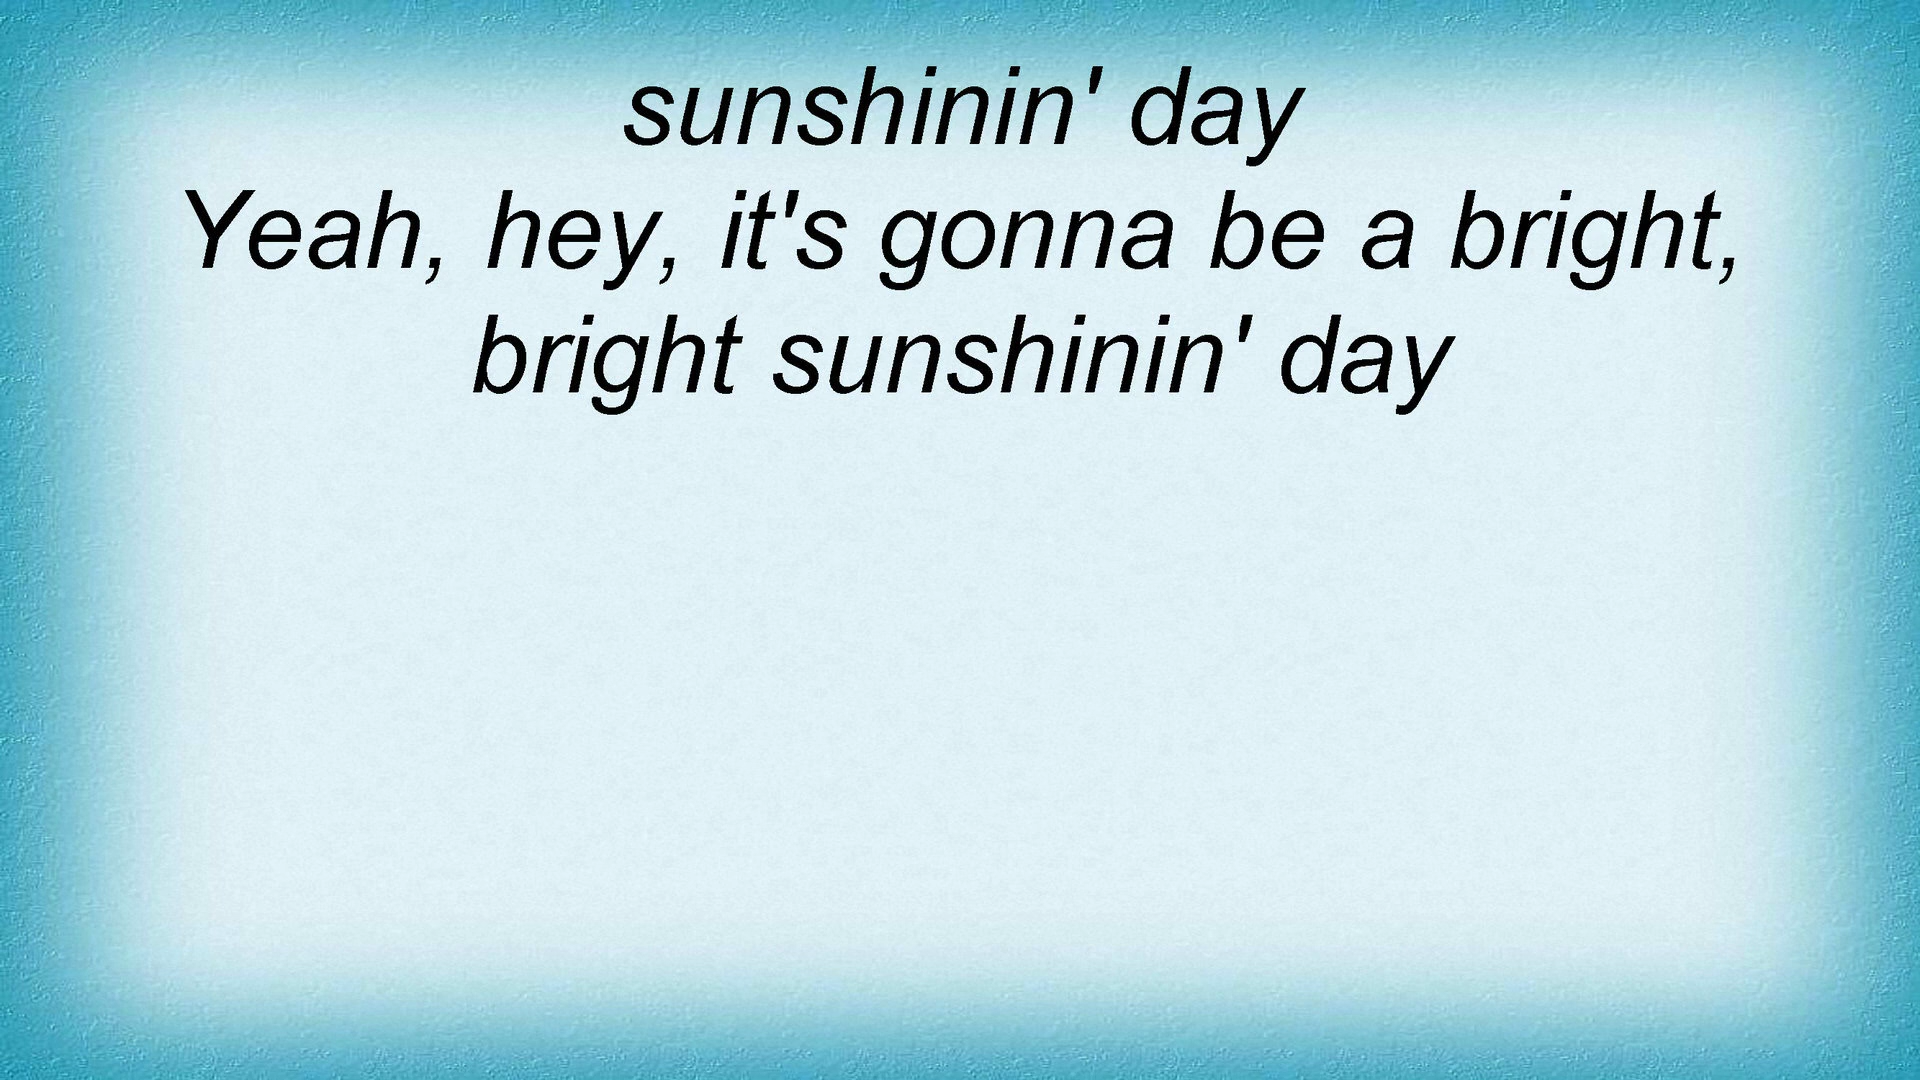 sunshinin' day
Yeah, hey, it's gonna be a bright,
bright sunshinin' day